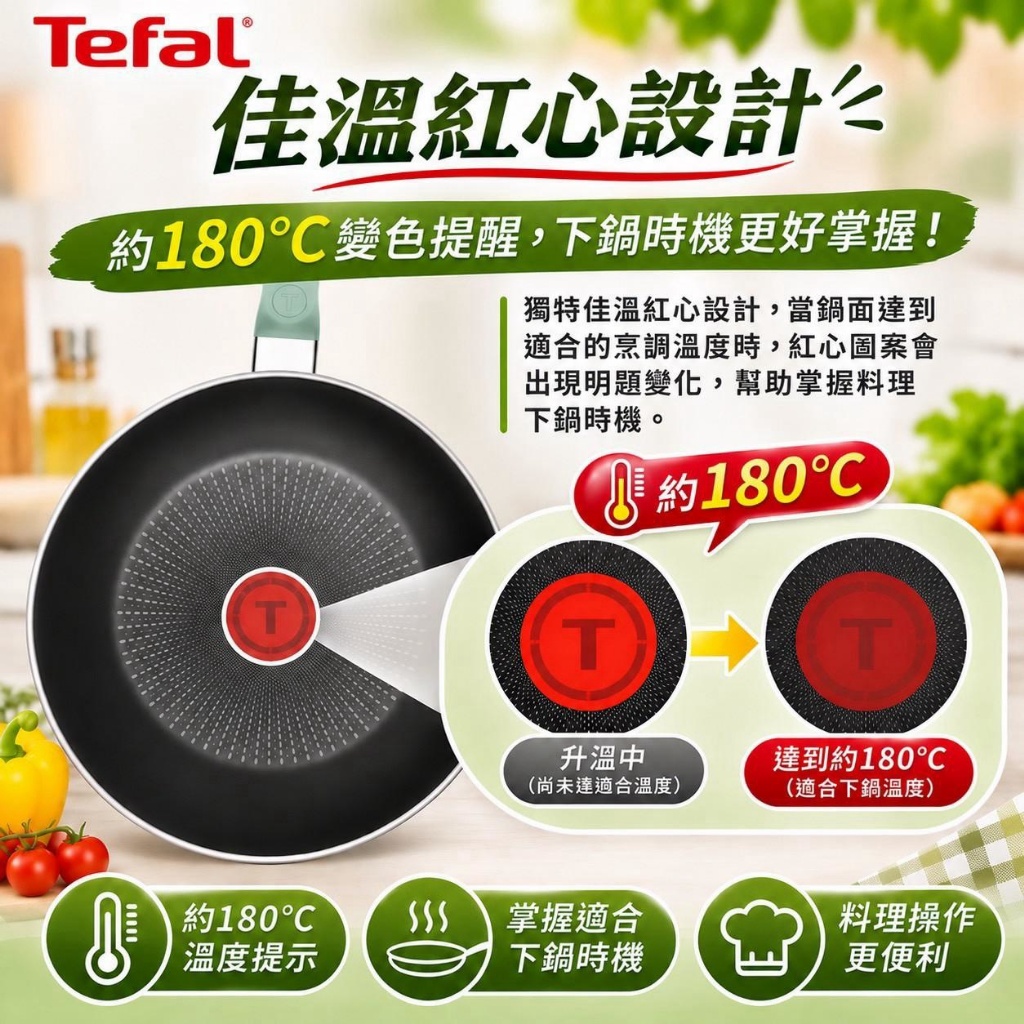 Tefal®
佳溫紅心設計
約180°C變色提醒,下鍋時機更好掌握!
獨特佳溫紅心設計,當鍋面達到
適合的烹調溫度時,紅心圖案會
出現明題變化,幫助掌握料理
下鍋時機。
約180°C
T
T
T
T
升溫中
(尚未達適合溫度)
達到約180°C
(適合下鍋溫度)
約180°C
溫度提示
掌握適合
下鍋時機
料理操作
更便利